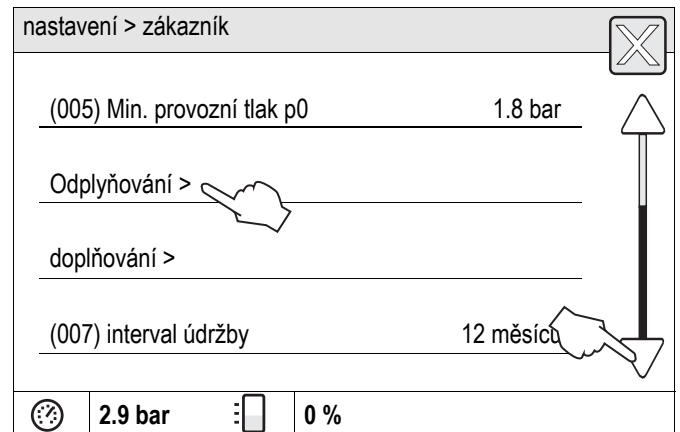 nastavení > zákazník
(005) Min. provozní tlak p0 1.8 bar
Odplyňování >
doplňování >
(007) interval údržby 12 měsíců
2.9 bar 0 %